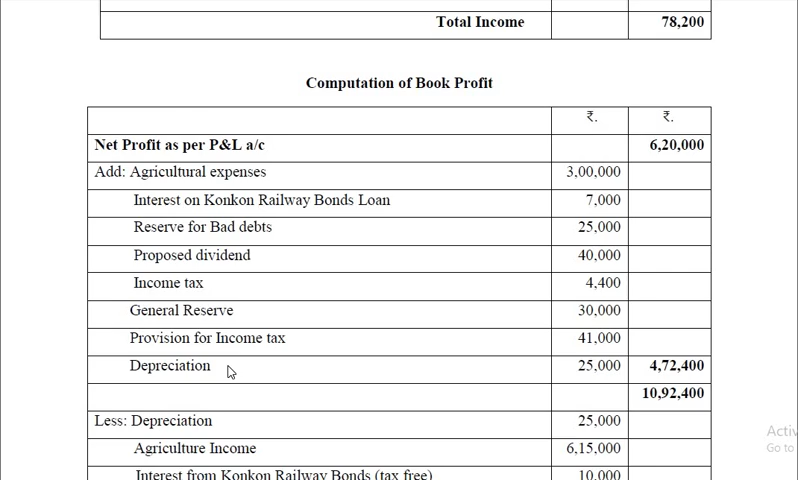 Total Income 78,200
Computation of Book Profit
₹. ₹.
Net Profit as per P&L a/c 6,20,000
Add: Agricultural expenses 3,00,000
Interest on Konkon Railway Bonds Loan 7,000
Reserve for Bad debts 25,000
Proposed dividend 40,000
Income tax 4,400
General Reserve 30,000
Provision for Income tax 41,000
Depreciation 25,000 4,72,400
10,92,400
Less: Depreciation 25,000
Agriculture Income 6,15,000
Interest from Konkon Railway Bonds (tax free) 10,000
Activ
Go to